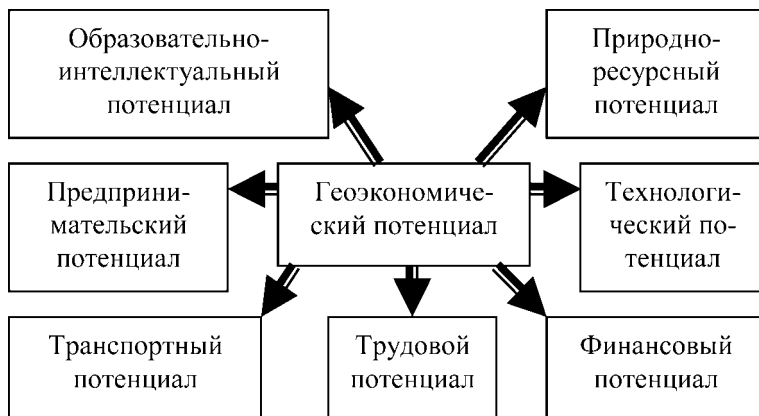 Образовательно-
интеллектуальный
потенциал
Природно-
ресурсный
потенциал
Предприни-
мательский
потенциал
Геоэкономиче-
ский потенциал
Технологи-
ческий по-
тенциал
Транспортный
потенциал
Трудовой
потенциал
Финансовый
потенциал